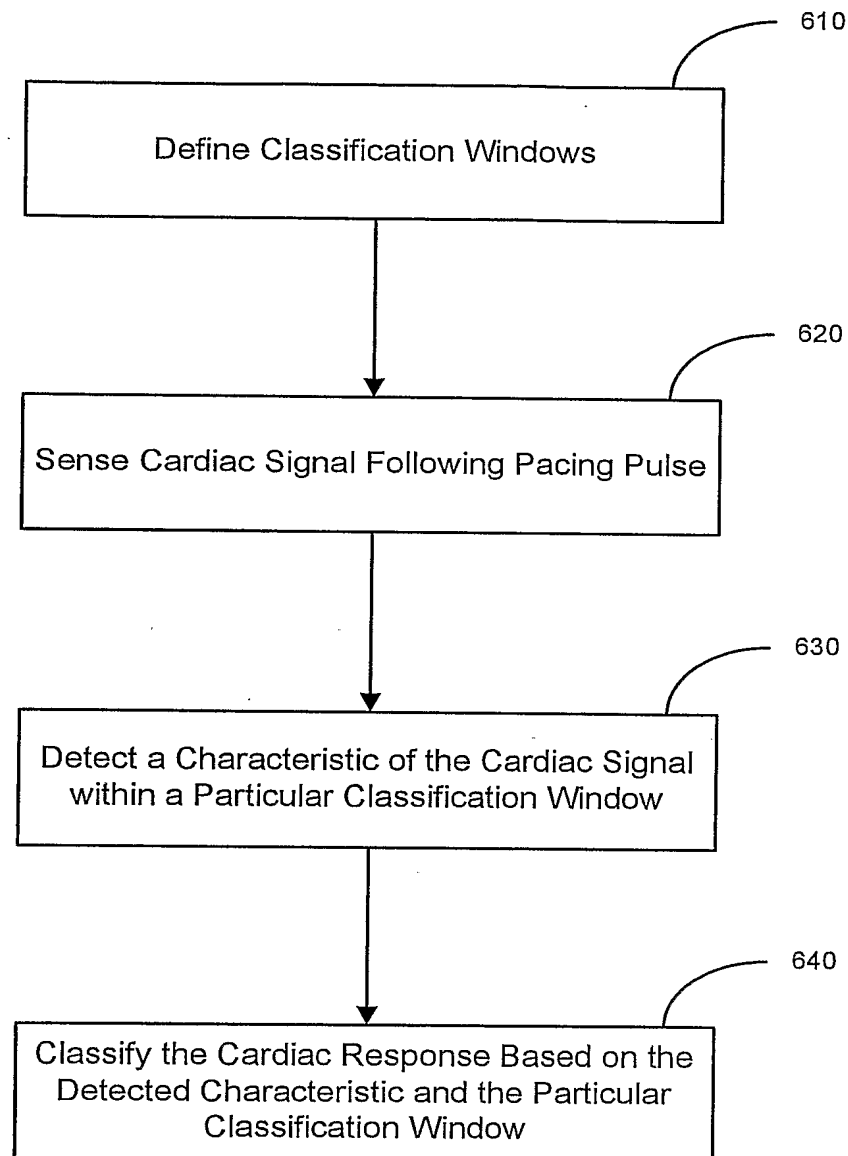 610
Define Classification Windows
620
Sense Cardiac Signal Following Pacing Pulse
630
Detect a Characteristic of the Cardiac Signal
within a Particular Classification Window
640
Classify the Cardiac Response Based on the
Detected Characteristic and the Particular
Classification Window